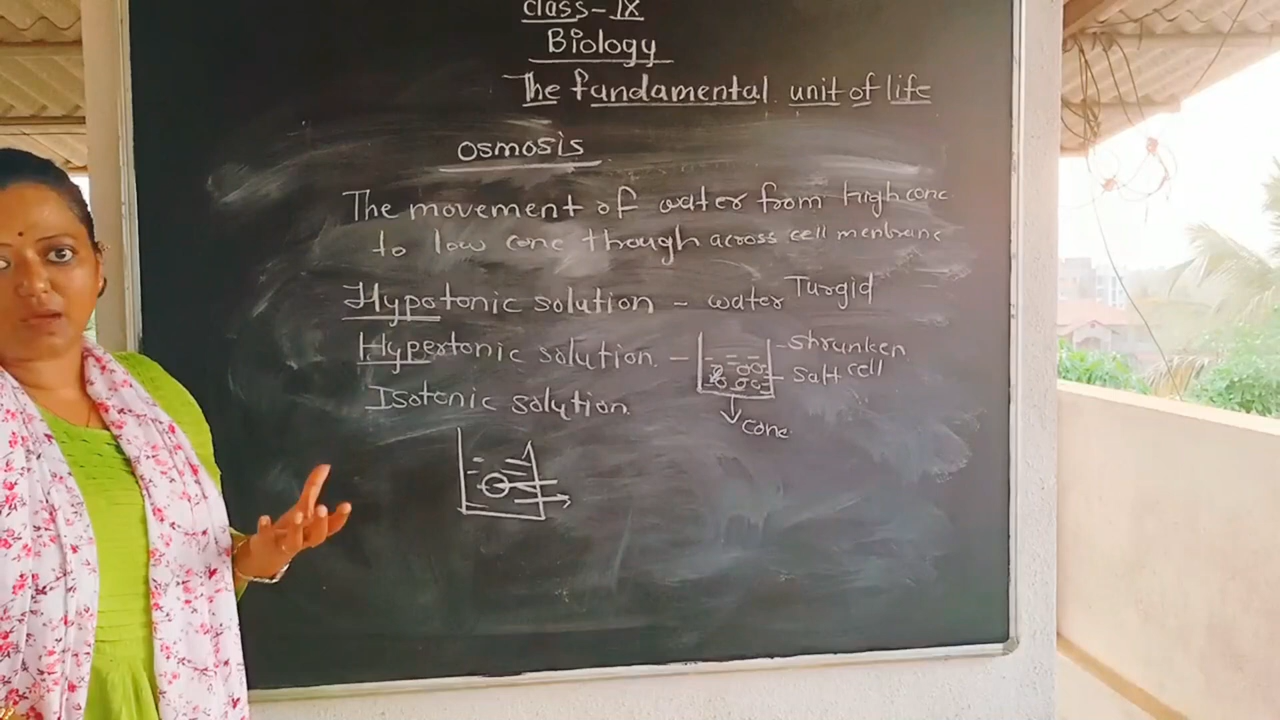 class - IX
Biology
The fundamental unit of life
osmosis
The movement of water from high conc
to low conc though across cell menbrane
Hypotonic solution - water Turgid
Hypertonic solution - shrunken
salt cell
Isotonic solution
conc